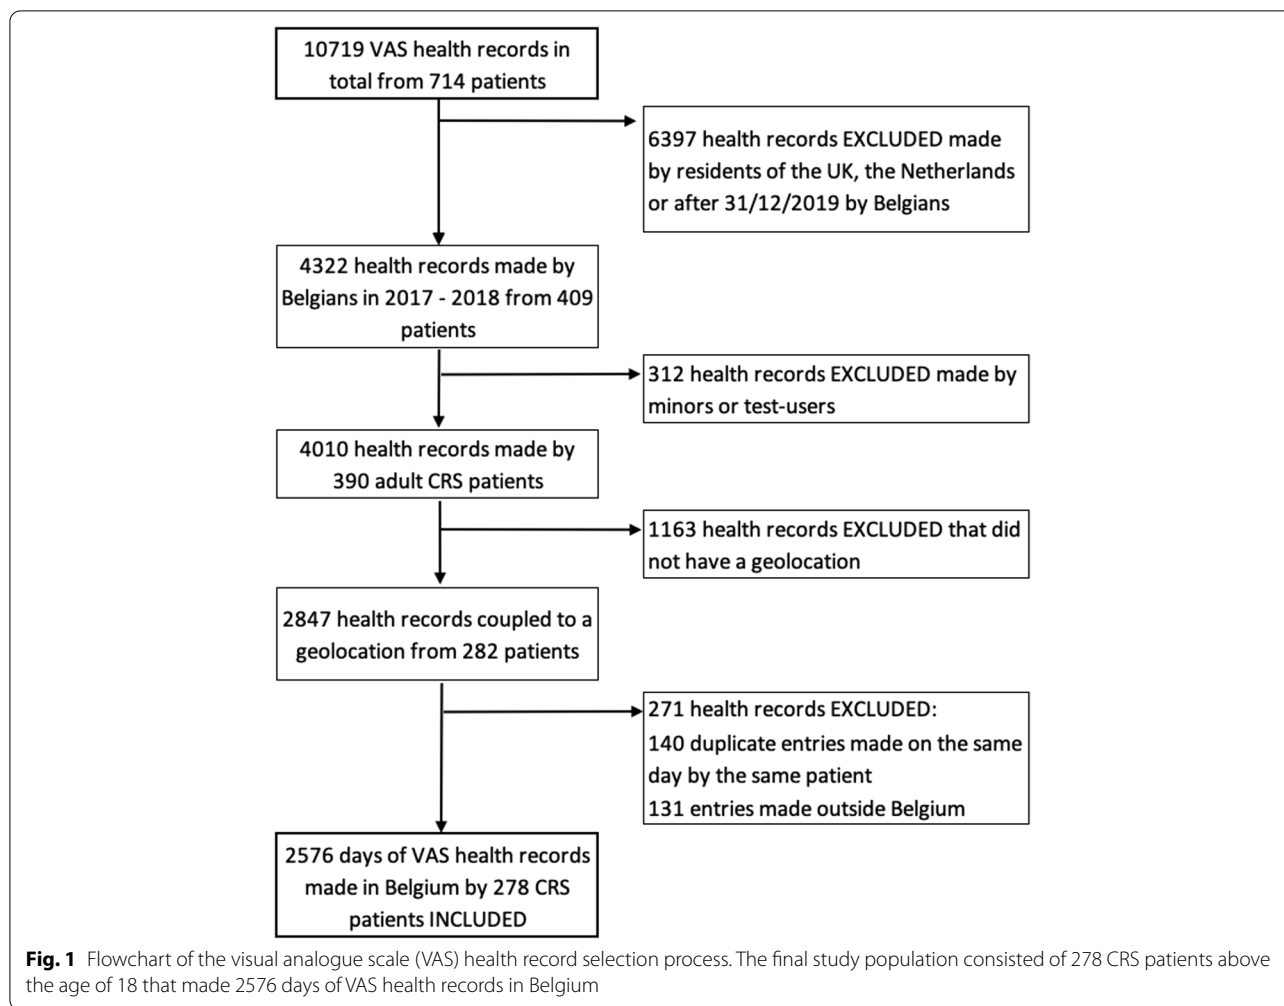 10719 VAS health records in
total from 714 patients
6397 health records EXCLUDED made
by residents of the UK, the Netherlands
or after 31/12/2019 by Belgians
4322 health records made by
Belgians in 2017 - 2018 from 409
patients
312 health records EXCLUDED made by
minors or test-users
4010 health records made by
390 adult CRS patients
1163 health records EXCLUDED that did
not have a geolocation
2847 health records coupled to a
geolocation from 282 patients
271 health records EXCLUDED:
140 duplicate entries made on the same
day by the same patient
131 entries made outside Belgium
2576 days of VAS health records
made in Belgium by 278 CRS
patients INCLUDED
Fig. 1 Flowchart of the visual analogue scale (VAS) health record selection process. The final study population consisted of 278 CRS patients above
the age of 18 that made 2576 days of VAS health records in Belgium